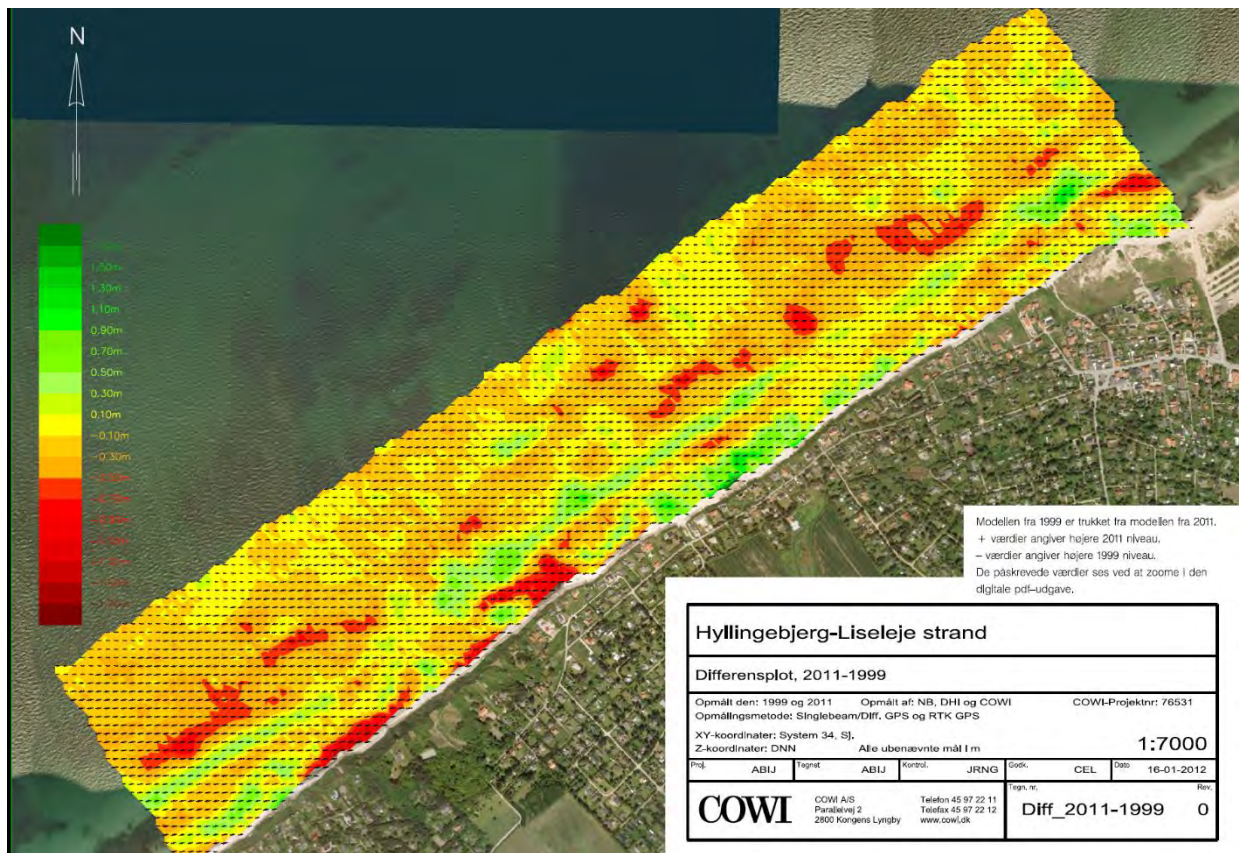 N
1.30m
1.10m
0.90m
0.70m
0.50m
0.30m
0.10m
-0.10m
-0.30m
Modellen fra 1999 er trukket fra modellen fra 2011.
+ værdier angiver højere 2011 niveau.
– værdier angiver højere 1999 niveau.
De påskrevede værdier ses ved at zoome i den
digitale pdf-udgave.
Hyllingebjerg-Liseleje strand
Differensplot, 2011-1999
Opmålt den: 1999 og 2011 Opmålt af: NB, DHI og COWI COWI-Projektnr: 76531
Opmålingsmetode: Singlebeam/Diff. GPS og RTK GPS
XY-koordinater: System 34, Sj.
Z-koordinater: DNN Alle ubenævnte mål i m 1:7000
Proj. ABIJ Tegnet ABIJ Kontrol. JRNG Godk. CEL Dato 16-01-2012
COWI
COWI A/S
Parallelvej 2
2800 Kongens Lyngby
Telefon 45 97 22 11
Telefax 45 97 22 12
www.cowi.dk
Tegn. nr. Rev.
Diff_2011-1999 0